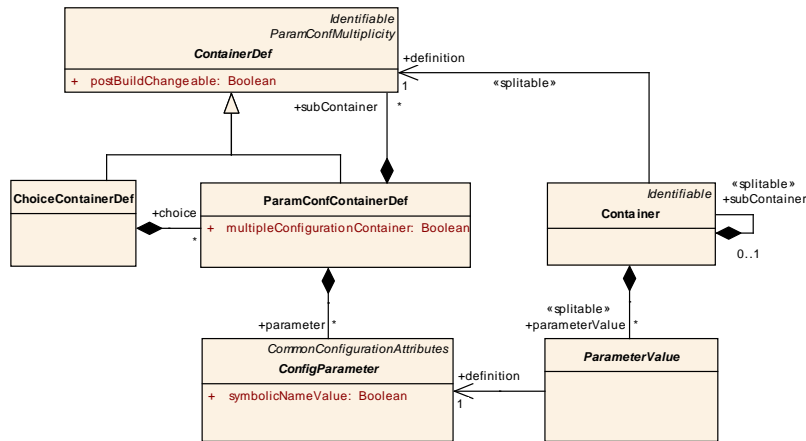 Identifiable
ParamConfMultiplicity
ContainerDef
+ postBuildChangeable: Boolean
+definition
1
«splitable»
+subContainer
*
ChoiceContainerDef
+choice
*
ParamConfContainerDef
+ multipleConfigurationContainer: Boolean
Identifiable
Container
«splitable»
+subContainer
0..1
+parameter
*
«splitable»
+parameterValue
*
CommonConfigurationAttributes
ConfigParameter
+ symbolicNameValue: Boolean
+definition
1
ParameterValue